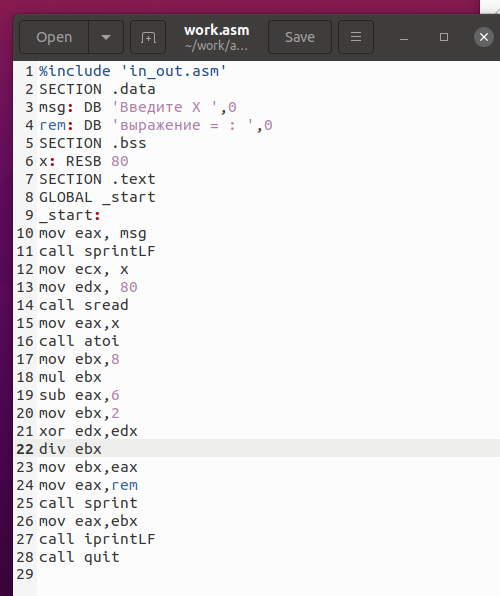 Open
work.asm
~/work/a...
Save
1 %include 'in_out.asm'
2 SECTION .data
3 msg: DB 'Введите X ',0
4 rem: DB 'выражение = : ',0
5 SECTION .bss
6 x: RESB 80
7 SECTION .text
8 GLOBAL _start
9 _start:
10 mov eax, msg
11 call sprintLF
12 mov ecx, x
13 mov edx, 80
14 call sread
15 mov eax,x
16 call atoi
17 mov ebx,8
18 mul ebx
19 sub eax,6
20 mov ebx,2
21 xor edx,edx
22 div ebx
23 mov ebx,eax
24 mov eax,rem
25 call sprint
26 mov eax,ebx
27 call iprintLF
28 call quit
29